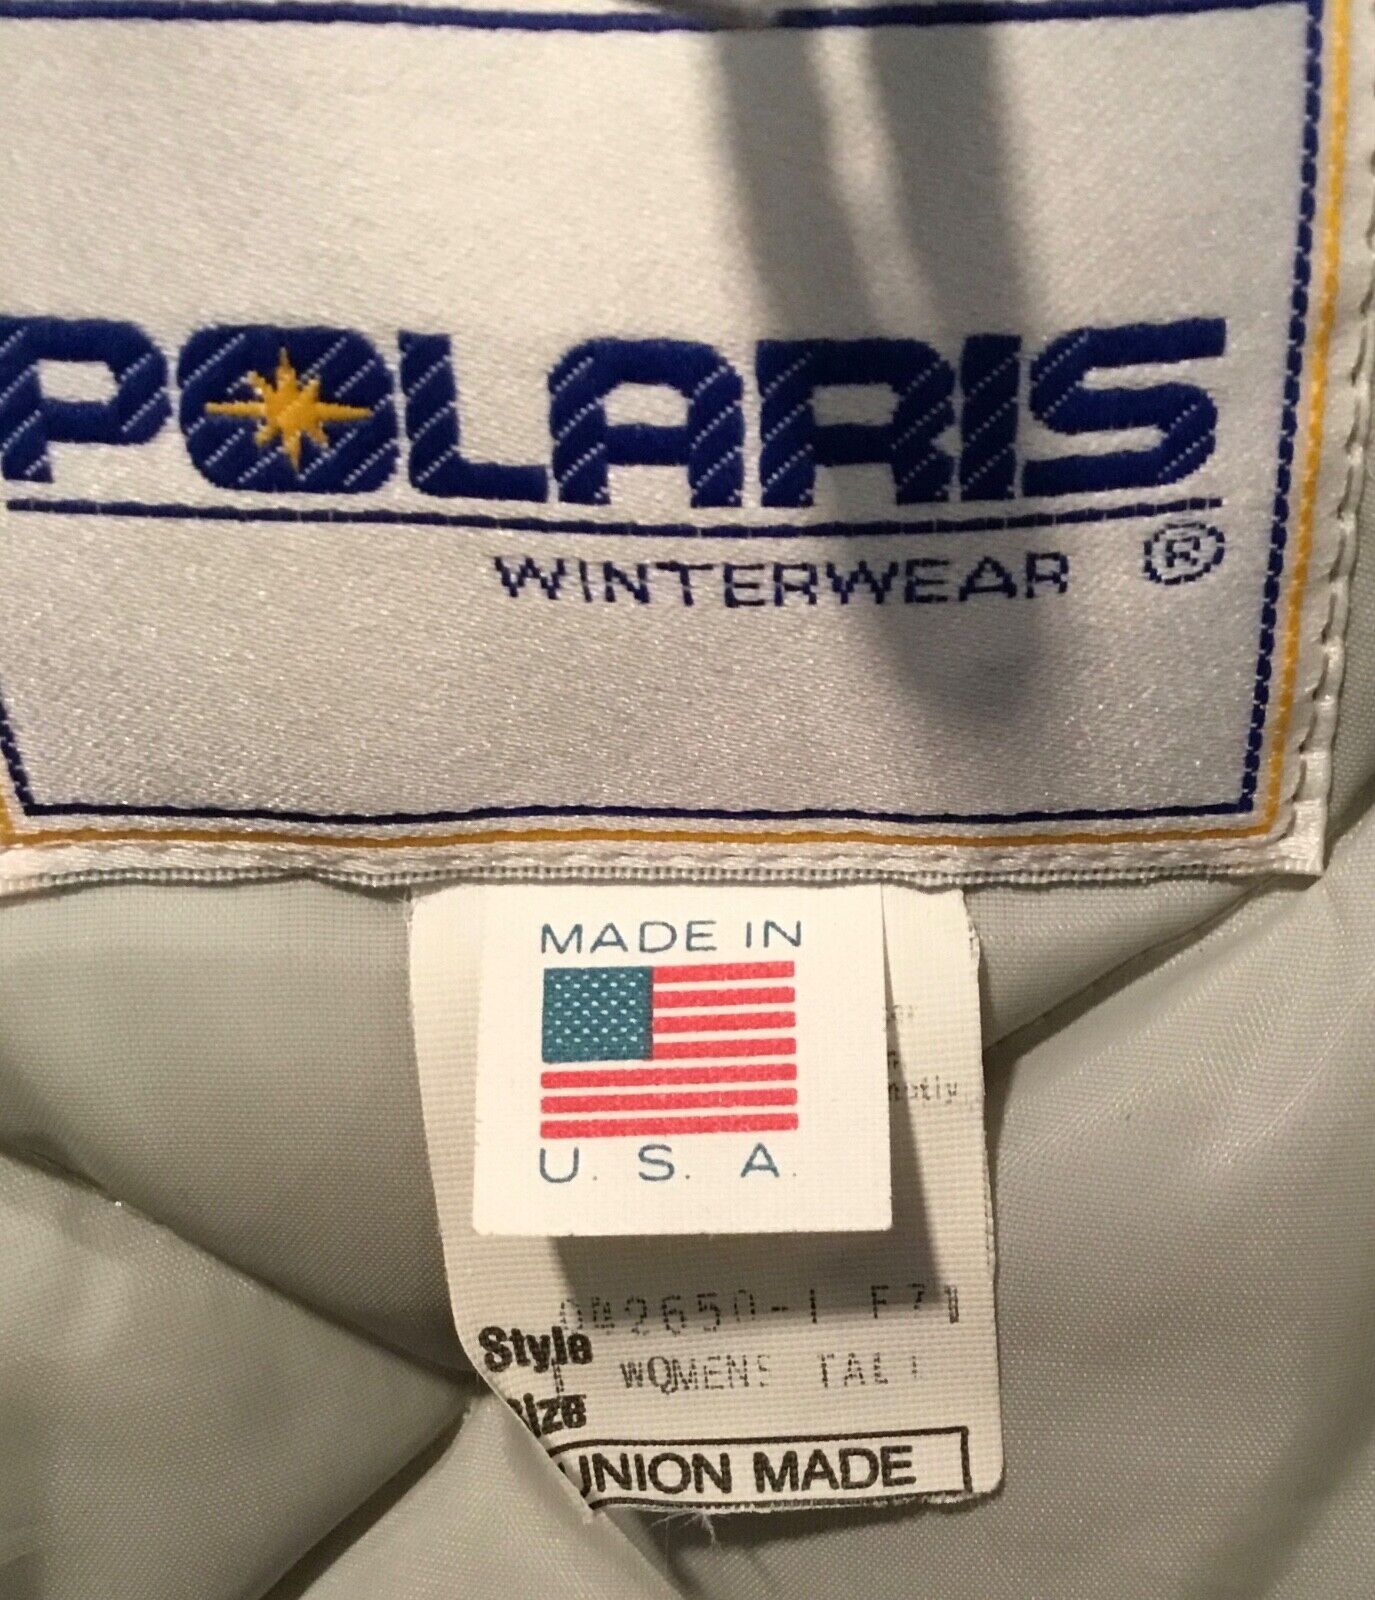 POLARIS
WINTERWEAR ®
MADE IN
U. S. A.
Style
WOMENS TALL
Size
UNION MADE